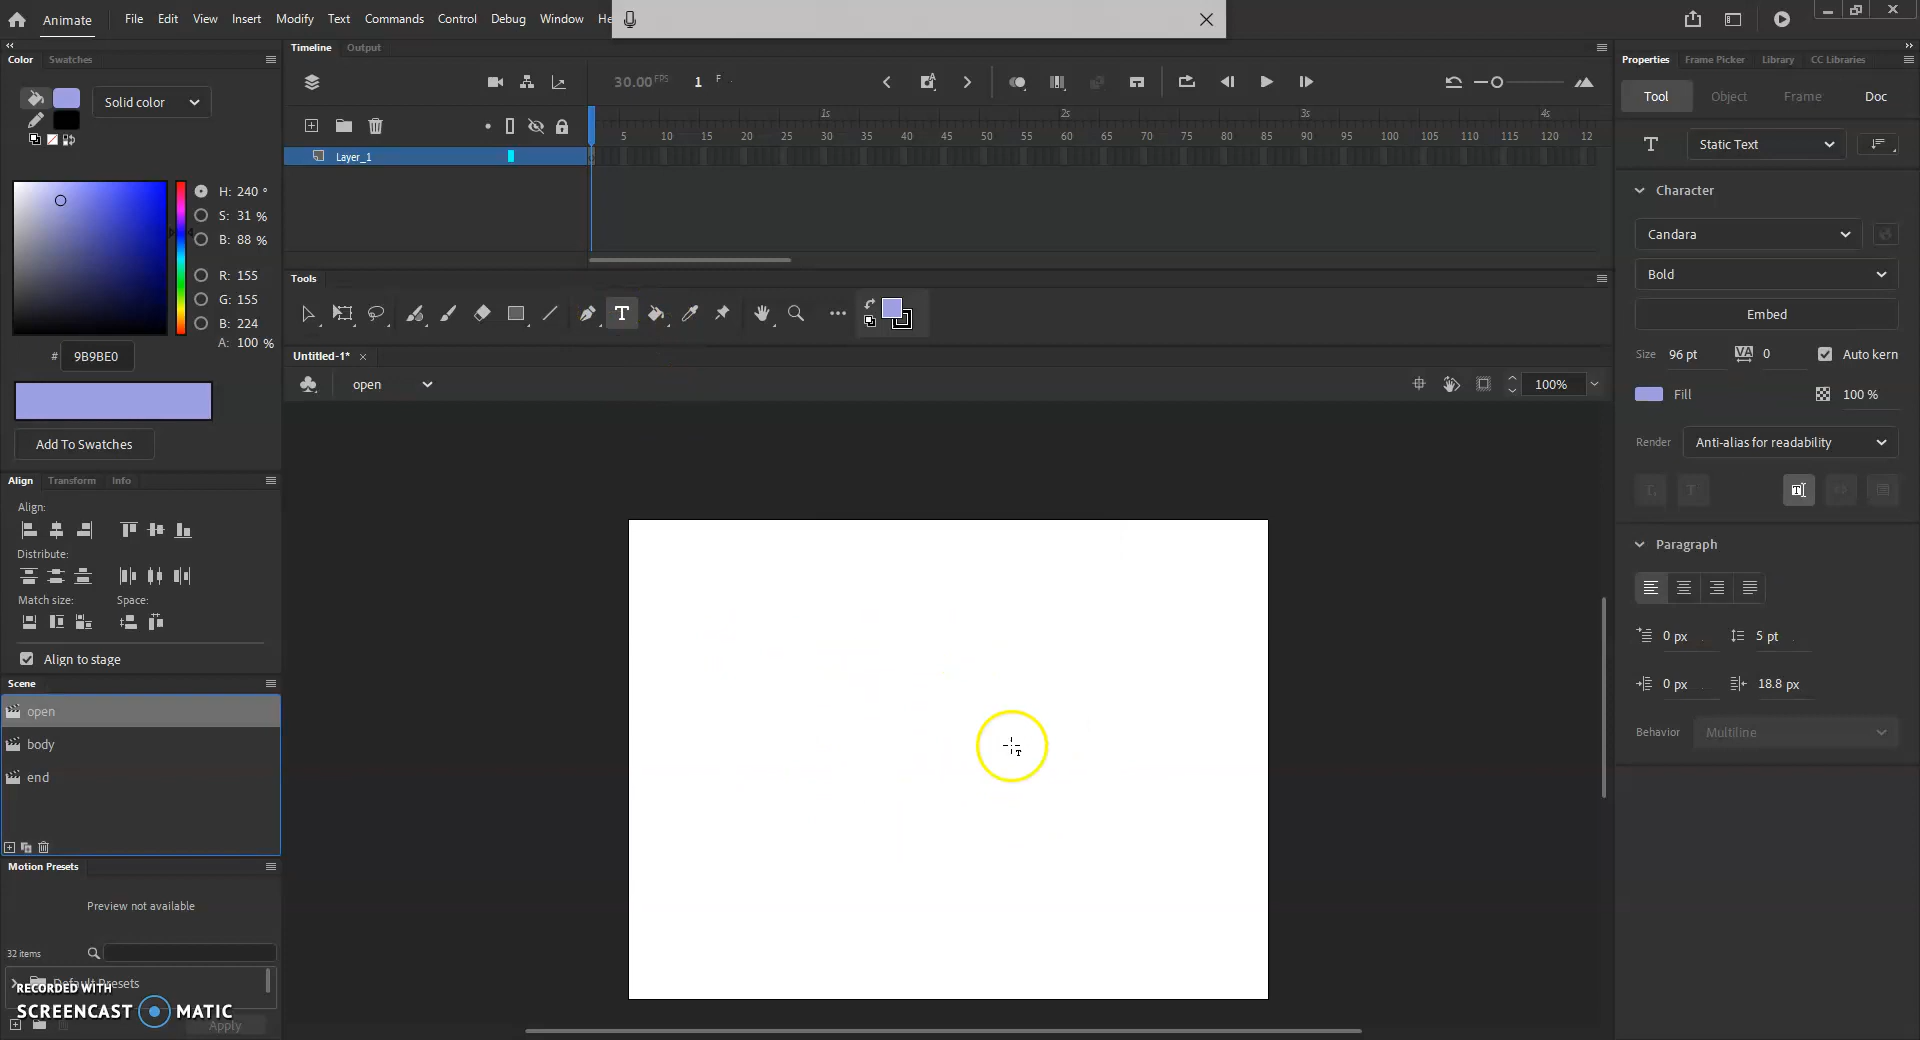 Animate File Edit View Insert Modify Text Commands Control Debug Window He
Color Swatches
Solid color
H: 240 °
S: 31 %
B: 88 %
R: 155
G: 155
B: 224
A: 100 %
# 9B9BE0
Add To Swatches
Align Transform Info
Align:
Distribute:
Match size: Space:
Align to stage
Scene
open
body
end
Motion Presets
Preview not available
32 items
Default Presets
RECORDED WITH
SCREENCAST MATIC
Apply
Timeline Output
30.00 FPS 1 F
1s 2s 3s 4s
5 10 15 20 25 30 35 40 45 50 55 60 65 70 75 80 85 90 95 100 105 110 115 120 12
Layer_1
Tools
Untitled-1*
open
100%
Properties Frame Picker Library CC Libraries
Tool Object Frame Doc
Static Text
Character
Candara
Bold
Embed
Size 96 pt 0 Auto kern
Fill 100 %
Render Anti-alias for readability
Paragraph
0 px 5 pt
0 px 18.8 px
Behavior Multiline